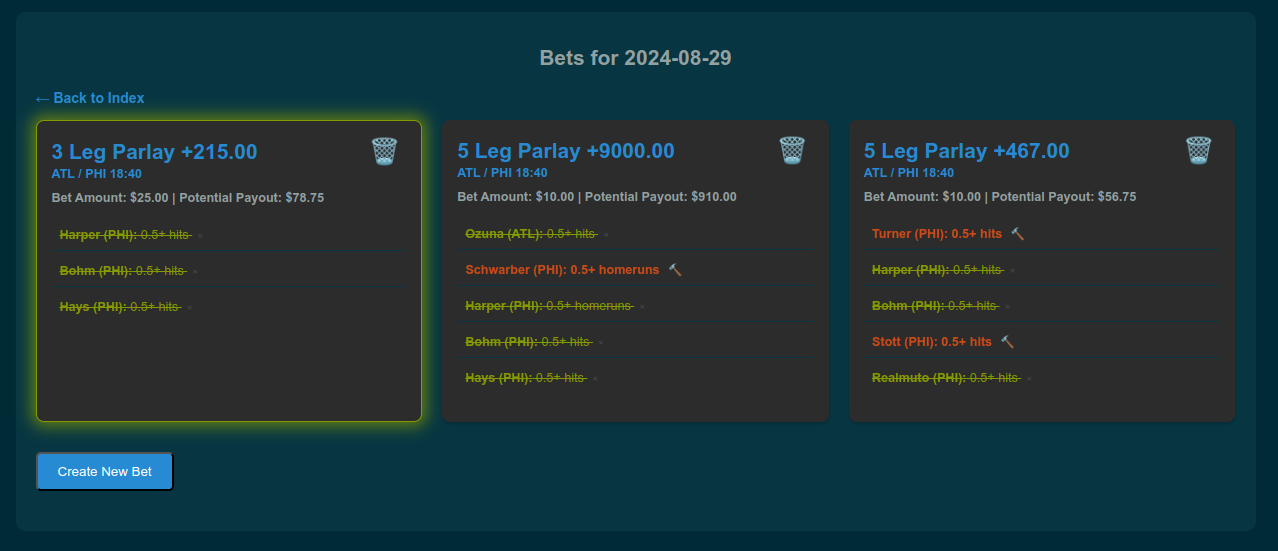 Bets for 2024-08-29
← Back to Index
3 Leg Parlay +215.00
ATL / PHI 18:40
Bet Amount: $25.00 | Potential Payout: $78.75
Harper (PHI): 0.5+ hits
Bohm (PHI): 0.5+ hits
Hays (PHI): 0.5+ hits
5 Leg Parlay +9000.00
ATL / PHI 18:40
Bet Amount: $10.00 | Potential Payout: $910.00
Ozuna (ATL): 0.5+ hits
Schwarber (PHI): 0.5+ homeruns
Harper (PHI): 0.5+ homeruns
Bohm (PHI): 0.5+ hits
Hays (PHI): 0.5+ hits
5 Leg Parlay +467.00
ATL / PHI 18:40
Bet Amount: $10.00 | Potential Payout: $56.75
Turner (PHI): 0.5+ hits
Harper (PHI): 0.5+ hits
Bohm (PHI): 0.5+ hits
Stott (PHI): 0.5+ hits
Realmuto (PHI): 0.5+ hits
Create New Bet